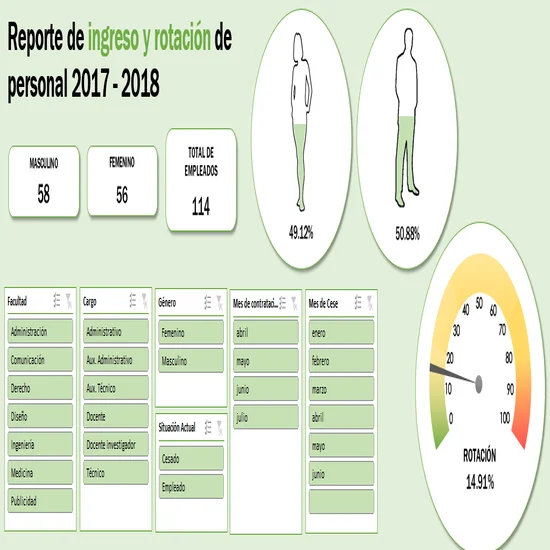 Reporte de ingreso y rotación de
personal 2017 - 2018
MASCULINO
58
FEMENINO
56
TOTAL DE
EMPLEADOS
114
49.12%
50.88%
Facultad
Administración
Comunicación
Derecho
Diseño
Ingeniería
Medicina
Publicidad
Cargo
Administrativo
Aux. Administrativo
Aux. Técnico
Docente
Docente investigador
Técnico
Género
Femenino
Masculino
Situación Actual
Cesado
Empleado
Mes de contrataci...
abril
mayo
junio
julio
Mes de Cese
enero
febrero
marzo
abril
mayo
junio
0
10
20
30
40
50
60
70
80
90
100
ROTACIÓN
14.91%